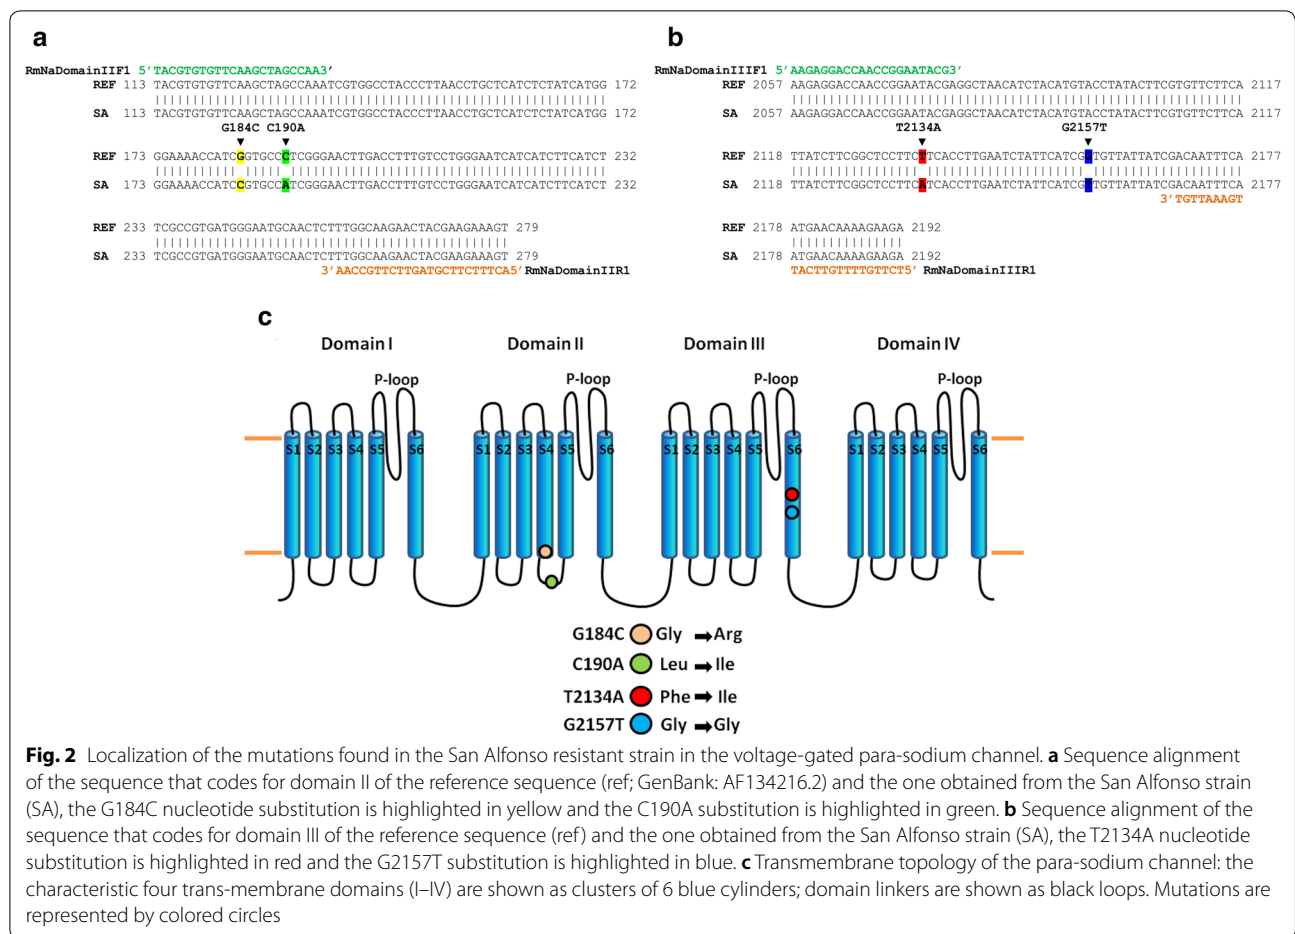 a
RmNaDomainIIF1 5'TACGTGTGTTCAAGCTAGCCAA3'
REF 113 TACGTGTGTTCAAGCTAGCCAAATCGTGGCCTACCCTTAACCTGCTCATCTCTATCATGG 172
||||||||||||||||||||||||||||||||||||||||||||||||||||||||||||
SA 113 TACGTGTGTTCAAGCTAGCCAAATCGTGGCCTACCCTTAACCTGCTCATCTCTATCATGG 172
G184C C190A
REF 173 GGAAAACCATCGGTGCCCTCGGGAACTTGAGCTTTGTCCTGGGAATCATCATCTTCATCT 232
SA 173 GGAAAACCATCCGTGCCATCGGGAACTTGACCTTTGTCCTGGGAATCATCATCTTCATCT 232
REF 233 TCGCCGTGATGGGAATGCAACTCTTTGGCAAGAACTACGAAGAAAGT 279
|||||||||||||||||||||||||||||||||||||||||||||||
SA 233 TCGCCGTGATGGGAATGCAACTCTTTGGCAAGAACTACGAAGAAAGT 279
3'AACCGTTCTTGATGCTTCTTTCA5'RmNaDomainIIR1
b
RmNaDomainIIIF1 5'AAGAGGACCAACCGGAATACG3'
REF 2057 AAGAGGACCAACCGGAATACGAGGCTAACATCTACATGTACCTATACTTCGTGTTCTTCA 2117
||||||||||||||||||||||||||||||||||||||||||||||||||||||||||||
SA 2057 AAGAGGACCAACCGGAATACGAGGCTAACATCTACATGTACCTATACTTCGTGTTCTTCA 2117
T2134A G2157T
REF 2118 TTATCTTCGGCTCCTTCTTCACCTTGAATCTATTCATCGGTGTTATTATCGACAATTTCA 2177
SA 2118 TTATCTTCGGCTCCTTCATCACCTTGAATCTATTCATCGTTGTTATTATCGACAATTTCA 2177
3'TGTTAAAGT
REF 2178 ATGAACAAAAGAAGA 2192
|||||||||||||||
SA 2178 ATGAACAAAAGAAGA 2192
TACTTGTTTTGTTCT5' RmNaDomainIIIR1
c
Domain I Domain II Domain III Domain IV
P-loop P-loop P-loop P-loop
S1 S2 S3 S4 S5 S6 S1 S2 S3 S4 S5 S6 S1 S2 S3 S4 S5 S6 S1 S2 S3 S4 S5 S6
G184C Gly ➡Arg
C190A Leu ➡Ile
T2134A Phe ➡Ile
G2157T Gly ➡Gly
Fig. 2 Localization of the mutations found in the San Alfonso resistant strain in the voltage-gated para-sodium channel. a Sequence alignment
of the sequence that codes for domain II of the reference sequence (ref; GenBank: AF134216.2) and the one obtained from the San Alfonso strain
(SA), the G184C nucleotide substitution is highlighted in yellow and the C190A substitution is highlighted in green. b Sequence alignment of the
sequence that codes for domain III of the reference sequence (ref) and the one obtained from the San Alfonso strain (SA), the T2134A nucleotide
substitution is highlighted in red and the G2157T substitution is highlighted in blue. c Transmembrane topology of the para-sodium channel: the
characteristic four trans-membrane domains (I–IV) are shown as clusters of 6 blue cylinders; domain linkers are shown as black loops. Mutations are
represented by colored circles